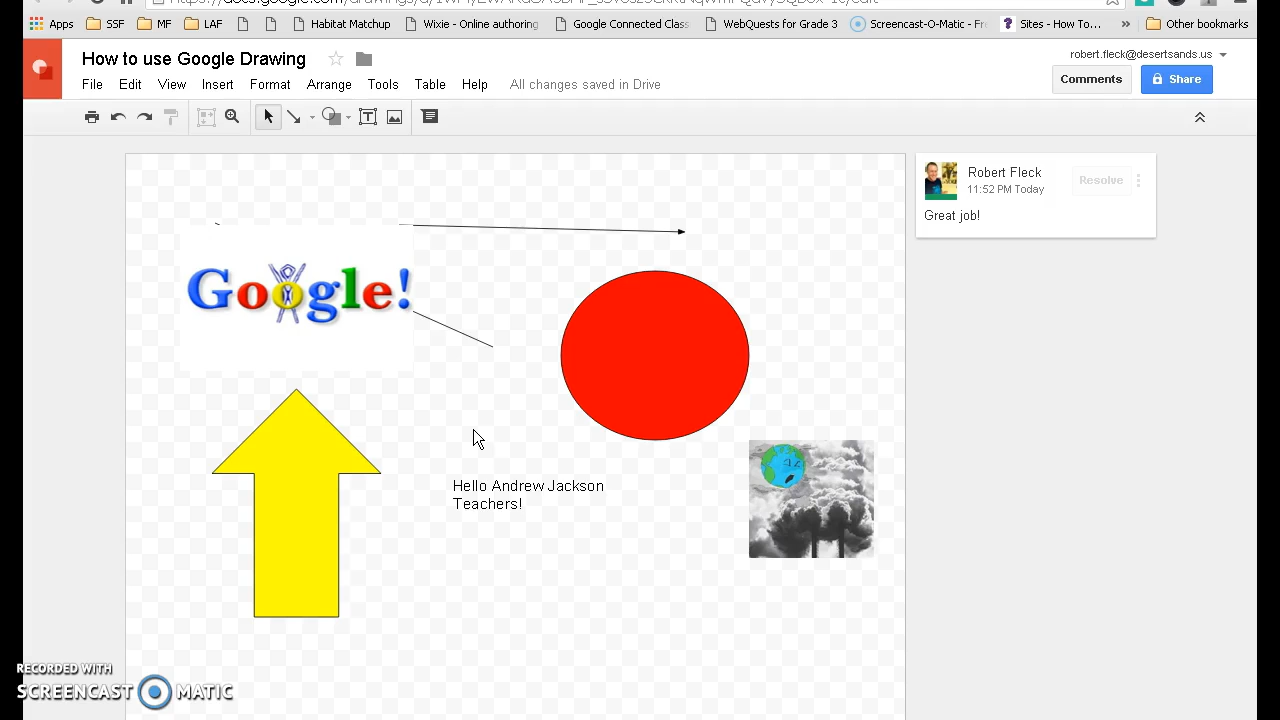 Apps SSF MF LAF Habitat Matchup Wixie - Online authoring Google Connected Class WebQuests for Grade 3 Screencast-O-Matic - Fre Sites - How To... » Other bookmarks
How to use Google Drawing
robert.fleck@desertsands.us
File Edit View Insert Format Arrange Tools Table Help All changes saved in Drive
Comments Share
Robert Fleck
11:52 PM Today
Resolve
Great job!
Google!
Hello Andrew Jackson
Teachers!
RECORDED WITH
SCREENCAST MATIC